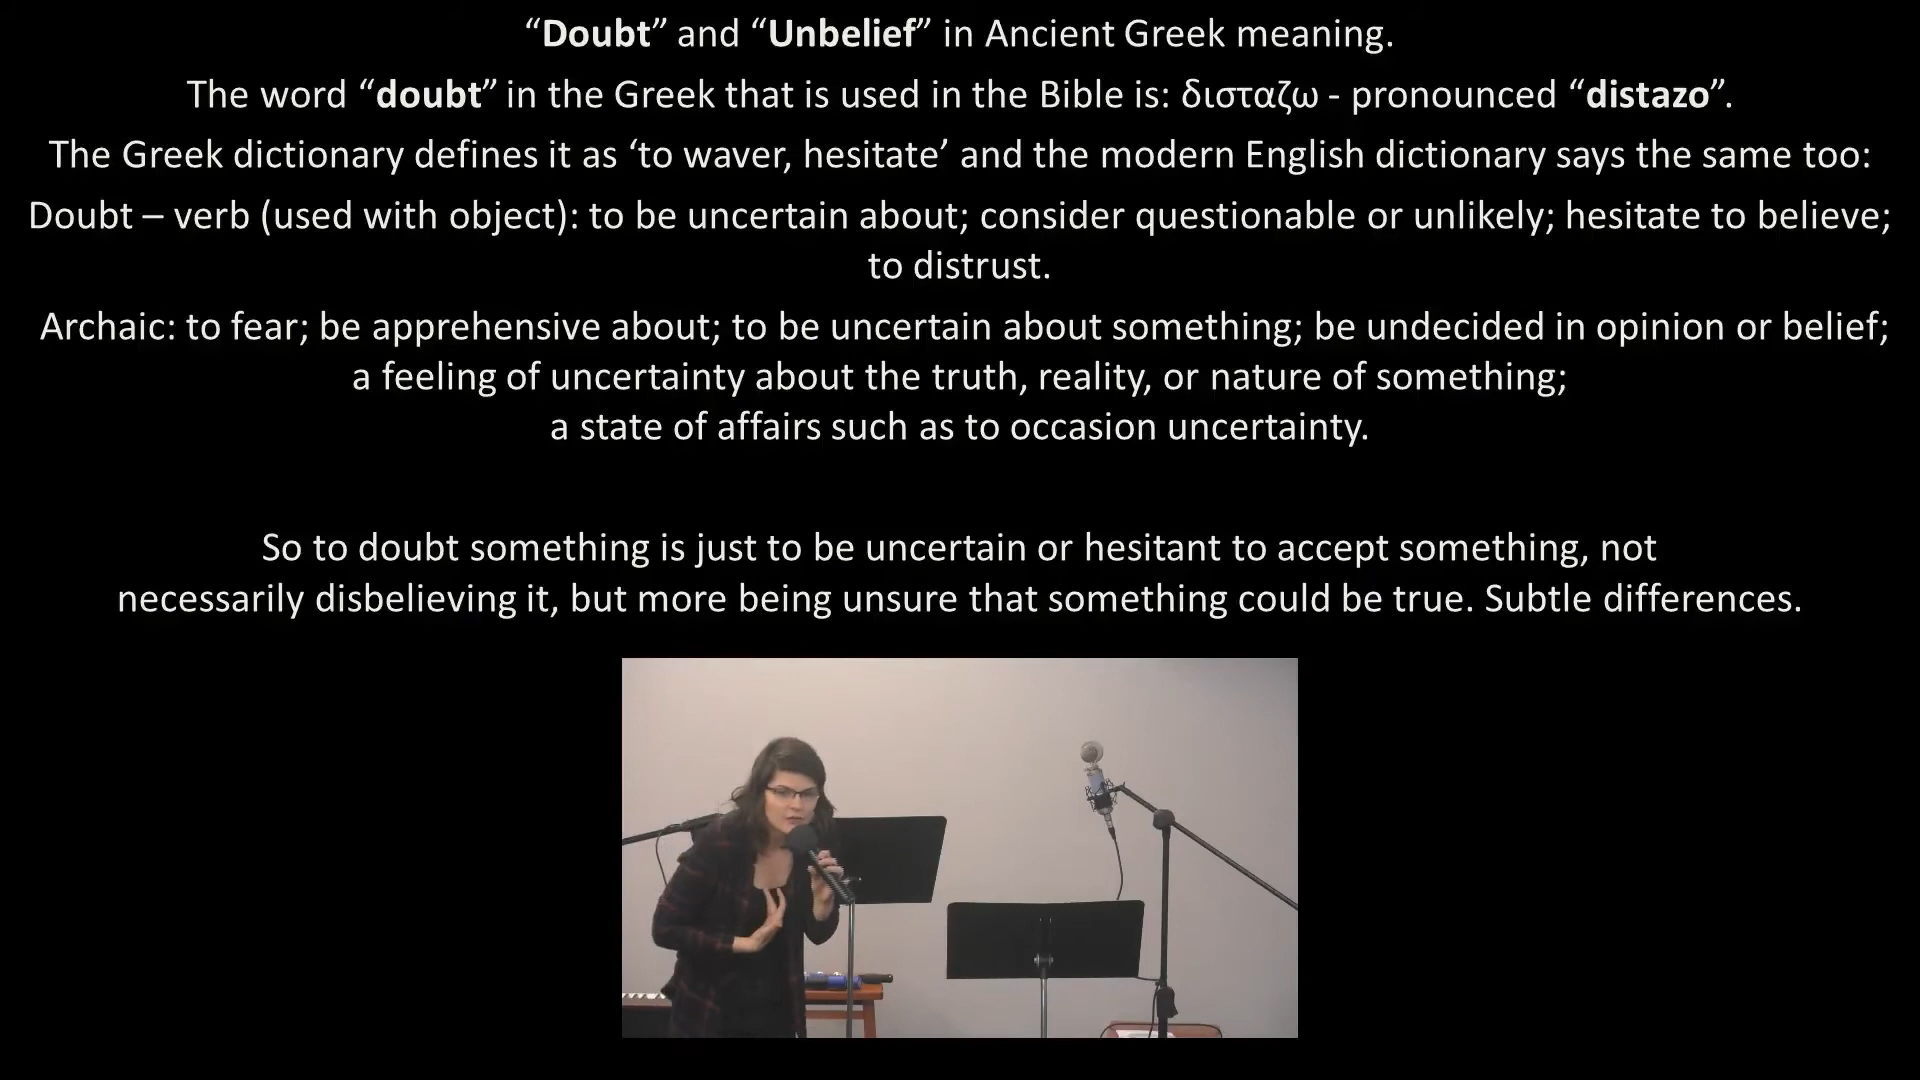 “Doubt” and “Unbelief” in Ancient Greek meaning.
The word “doubt” in the Greek that is used in the Bible is: δισταζω - pronounced “distazo”.
The Greek dictionary defines it as ‘to waver, hesitate’ and the modern English dictionary says the same too:
Doubt – verb (used with object): to be uncertain about; consider questionable or unlikely; hesitate to believe;
to distrust.
Archaic: to fear; be apprehensive about; to be uncertain about something; be undecided in opinion or belief;
a feeling of uncertainty about the truth, reality, or nature of something;
a state of affairs such as to occasion uncertainty.
So to doubt something is just to be uncertain or hesitant to accept something, not
necessarily disbelieving it, but more being unsure that something could be true. Subtle differences.